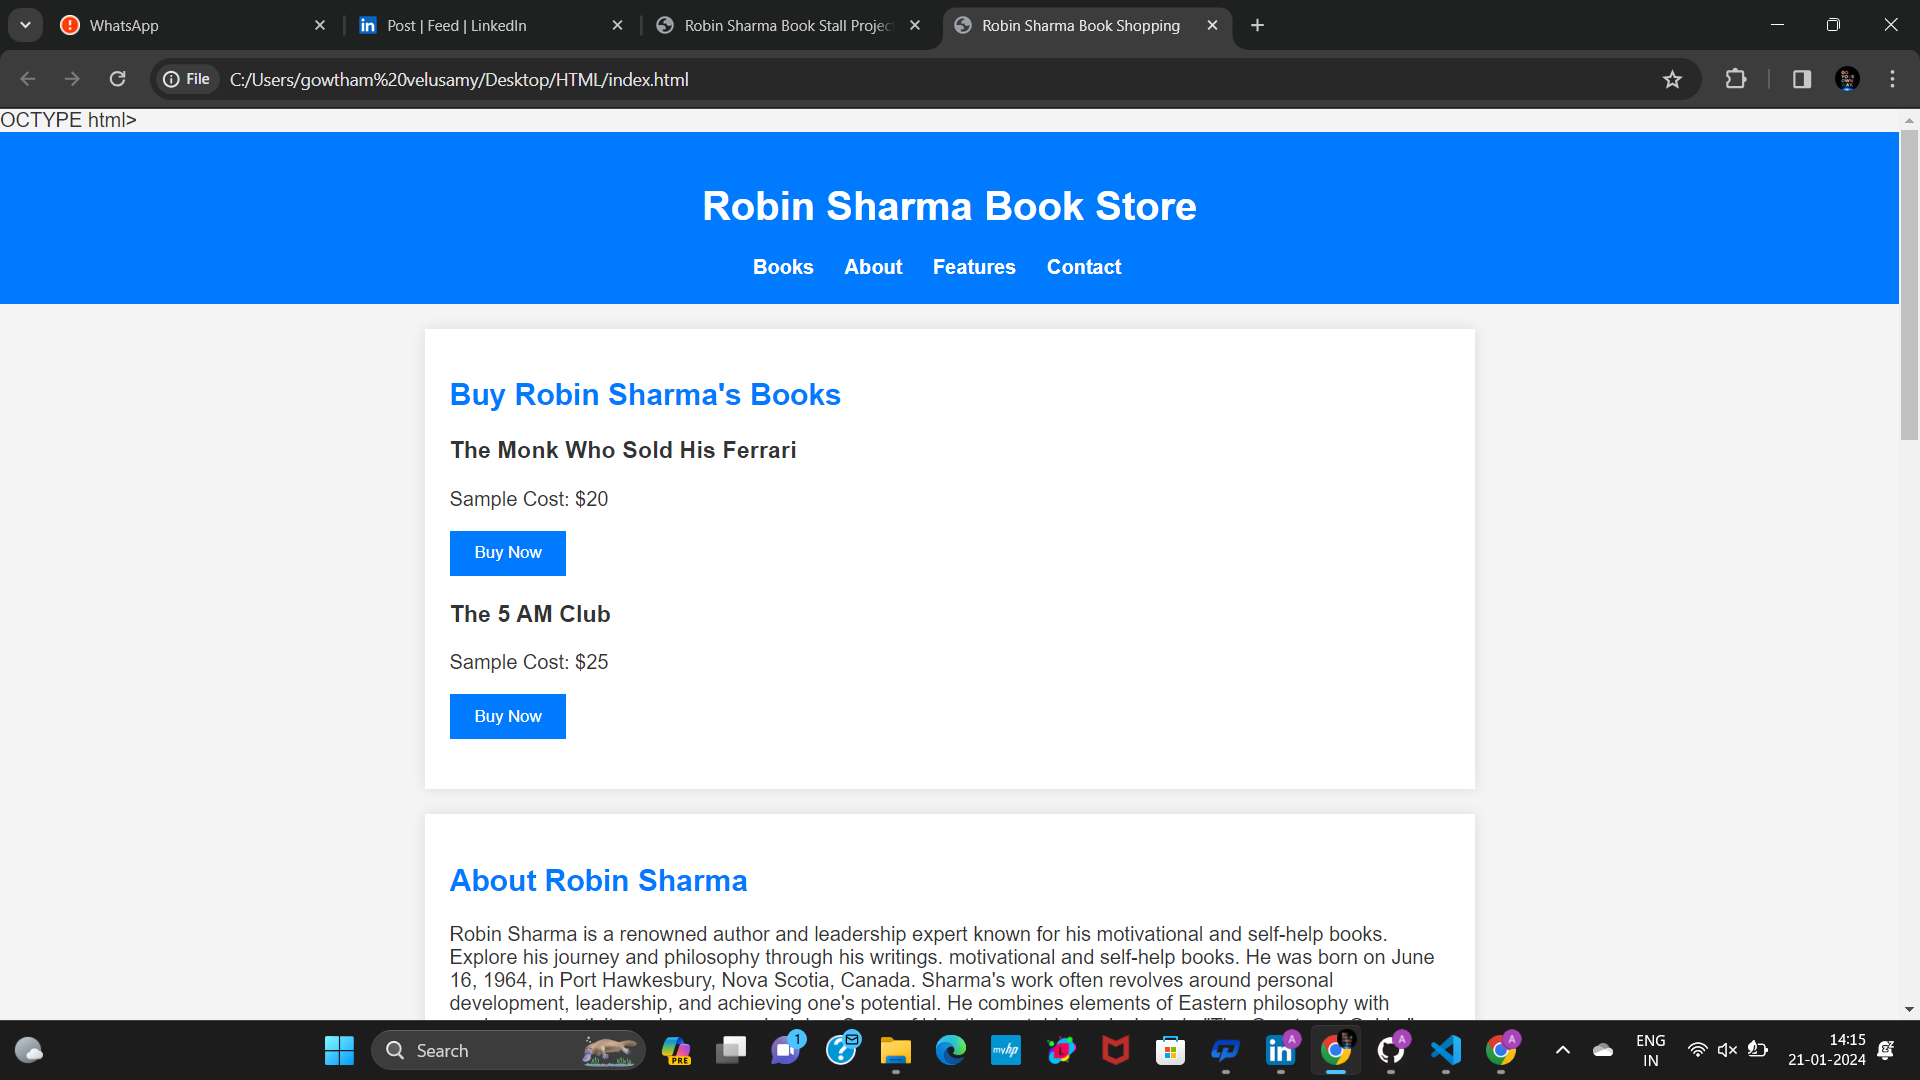 WhatsApp
Post | Feed | LinkedIn
Robin Sharma Book Stall Projec
Robin Sharma Book Shopping
File
C:/Users/gowtham%20velusamy/Desktop/HTML/index.html
OCTYPE html>
Robin Sharma Book Store
Books About Features Contact
Buy Robin Sharma's Books
The Monk Who Sold His Ferrari
Sample Cost: $20
Buy Now
The 5 AM Club
Sample Cost: $25
Buy Now
About Robin Sharma
Robin Sharma is a renowned author and leadership expert known for his motivational and self-help books.
Explore his journey and philosophy through his writings. motivational and self-help books. He was born on June
16, 1964, in Port Hawkesbury, Nova Scotia, Canada. Sharma's work often revolves around personal
development, leadership, and achieving one's potential. He combines elements of Eastern philosophy with
Search
PRE
1
myhp
A
A
A
ENG
IN
14:15
21-01-2024